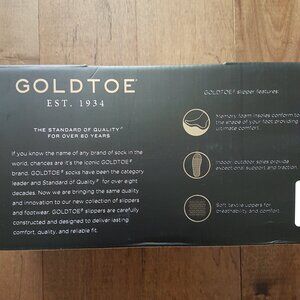 GOLDTOE®
EST. 1934
THE STANDARD OF QUALITY®
FOR OVER 80 YEARS
If you know the name of any brand of sock in the
world, chances are it's the iconic GOLDTOE®
brand. GOLDTOE® socks have been the category
leader and Standard of Quality® for over eight
decades. Now we are bringing the same quality
and innovation to our new collection of slippers
and footwear. GOLDTOE® slippers are carefully
constructed and designed to deliver lasting
comfort, quality, and reliable fit.
GOLDTOE® slipper features:
Memory foam insoles conform to
the shape of your foot providing
ultimate comfort.
Indoor/outdoor soles provide
exceptional support and traction.
Soft textile uppers for
breathability and comfort.